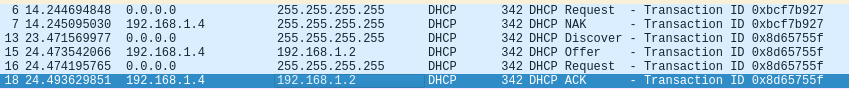 6 14.244694848 0.0.0.0 255.255.255.255 DHCP 342 DHCP Request - Transaction ID 0xbcf7b927
7 14.245095030 192.168.1.4 255.255.255.255 DHCP 342 DHCP NAK - Transaction ID 0xbcf7b927
13 23.471569977 0.0.0.0 255.255.255.255 DHCP 342 DHCP Discover - Transaction ID 0x8d65755f
15 24.473542066 192.168.1.4 192.168.1.2 DHCP 342 DHCP Offer - Transaction ID 0x8d65755f
16 24.474195765 0.0.0.0 255.255.255.255 DHCP 342 DHCP Request - Transaction ID 0x8d65755f
18 24.493629851 192.168.1.4 192.168.1.2 DHCP 342 DHCP ACK - Transaction ID 0x8d65755f